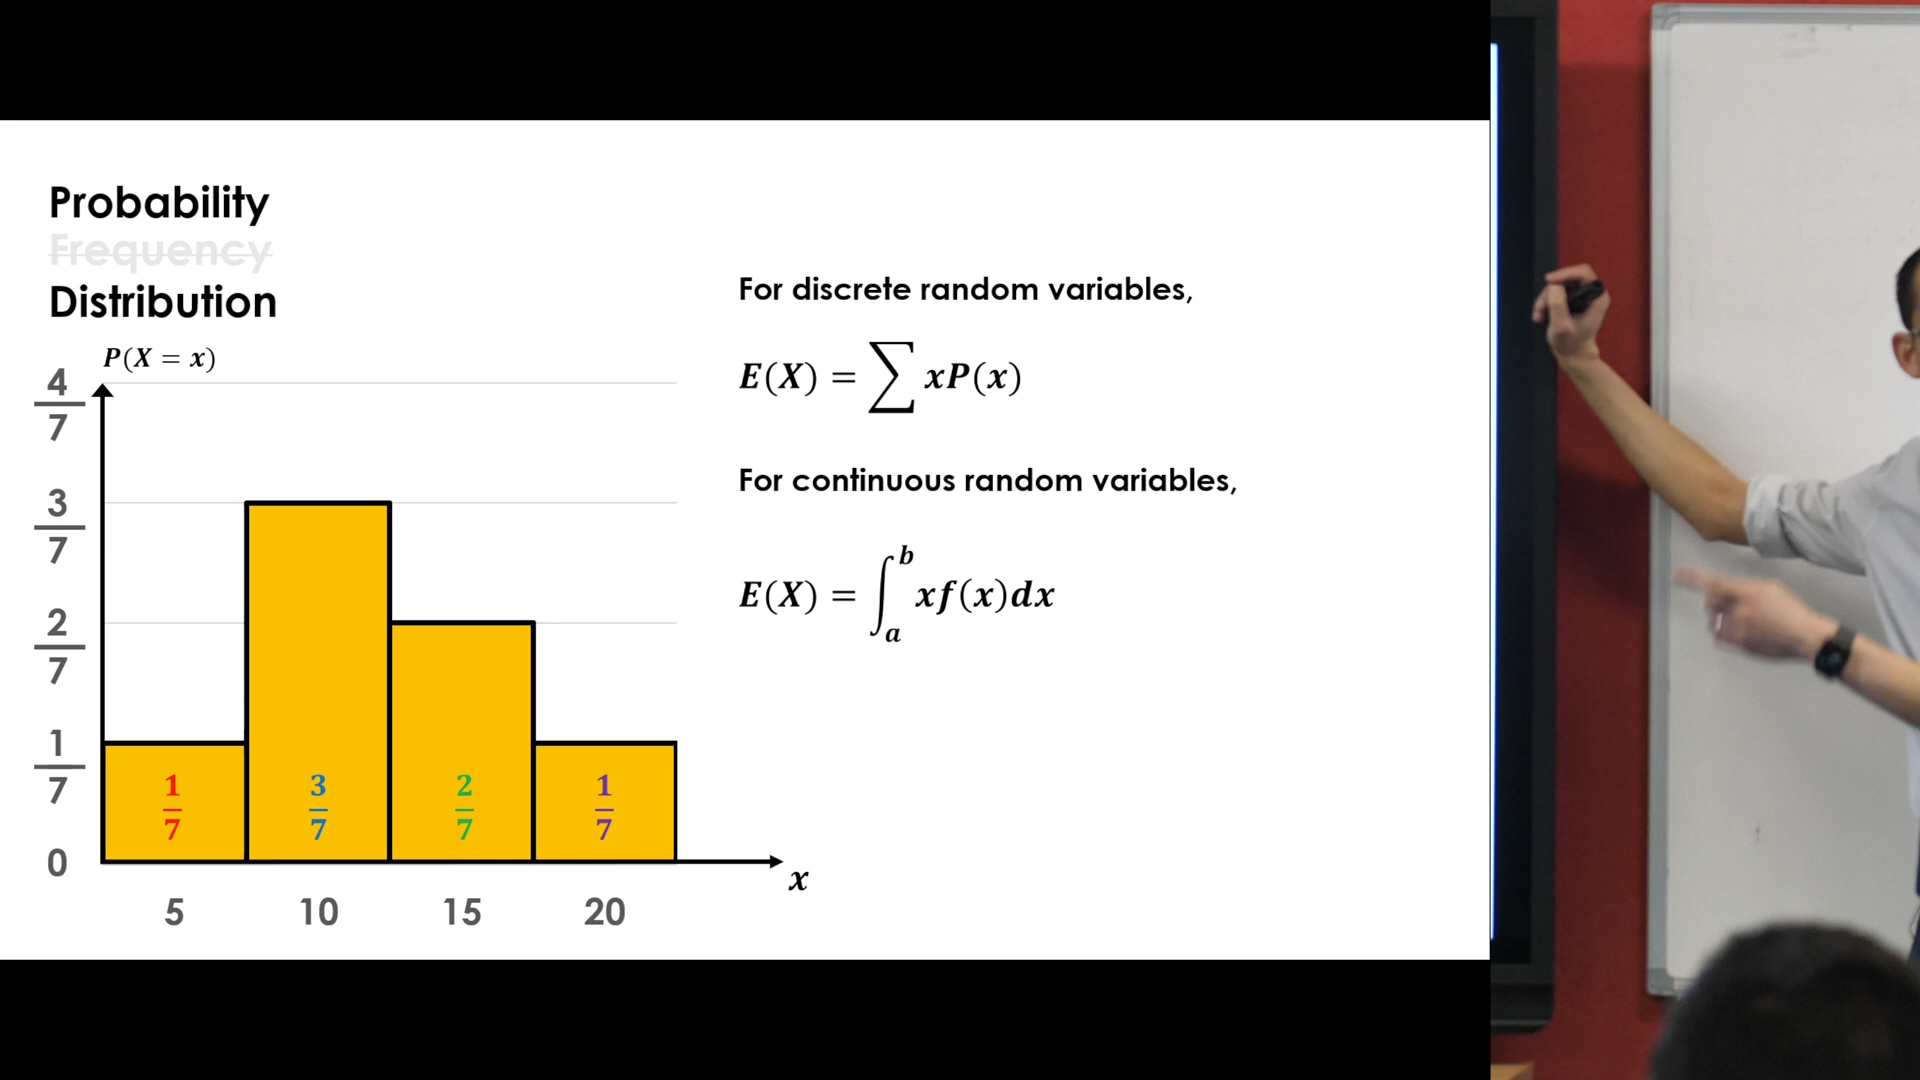 Probability
Frequency
Distribution
P(X = x)
4/7
3/7
2/7
1/7
0
1/7 3/7 2/7 1/7
5 10 15 20
x
For discrete random variables,
E(X) = ∑ xP(x)
For continuous random variables,
E(X) = ∫_a^b xf(x)dx